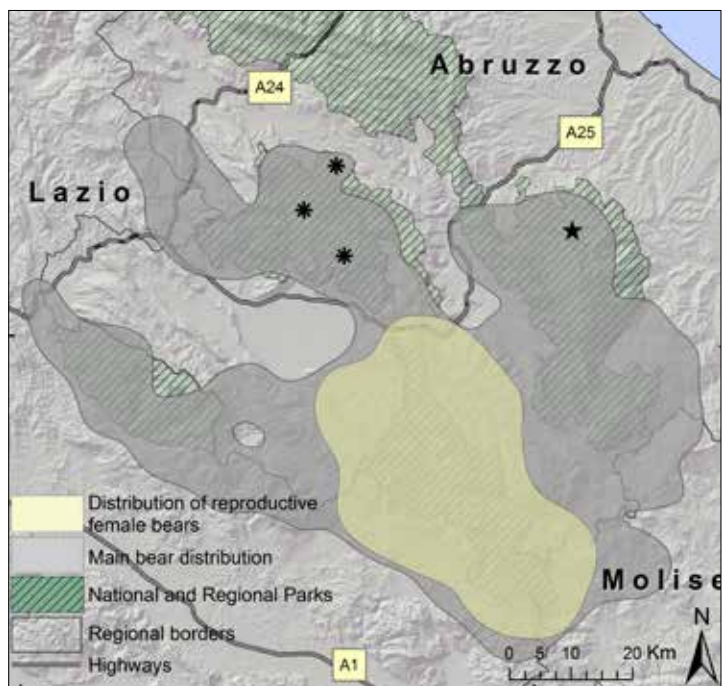 Abruzzo
A24
A25
Lazio
Distribution of reproductive
female bears
Main bear distribution
National and Regional Parks
Regional borders
Highways
Molise
N
0 5 10 20 Km
A1